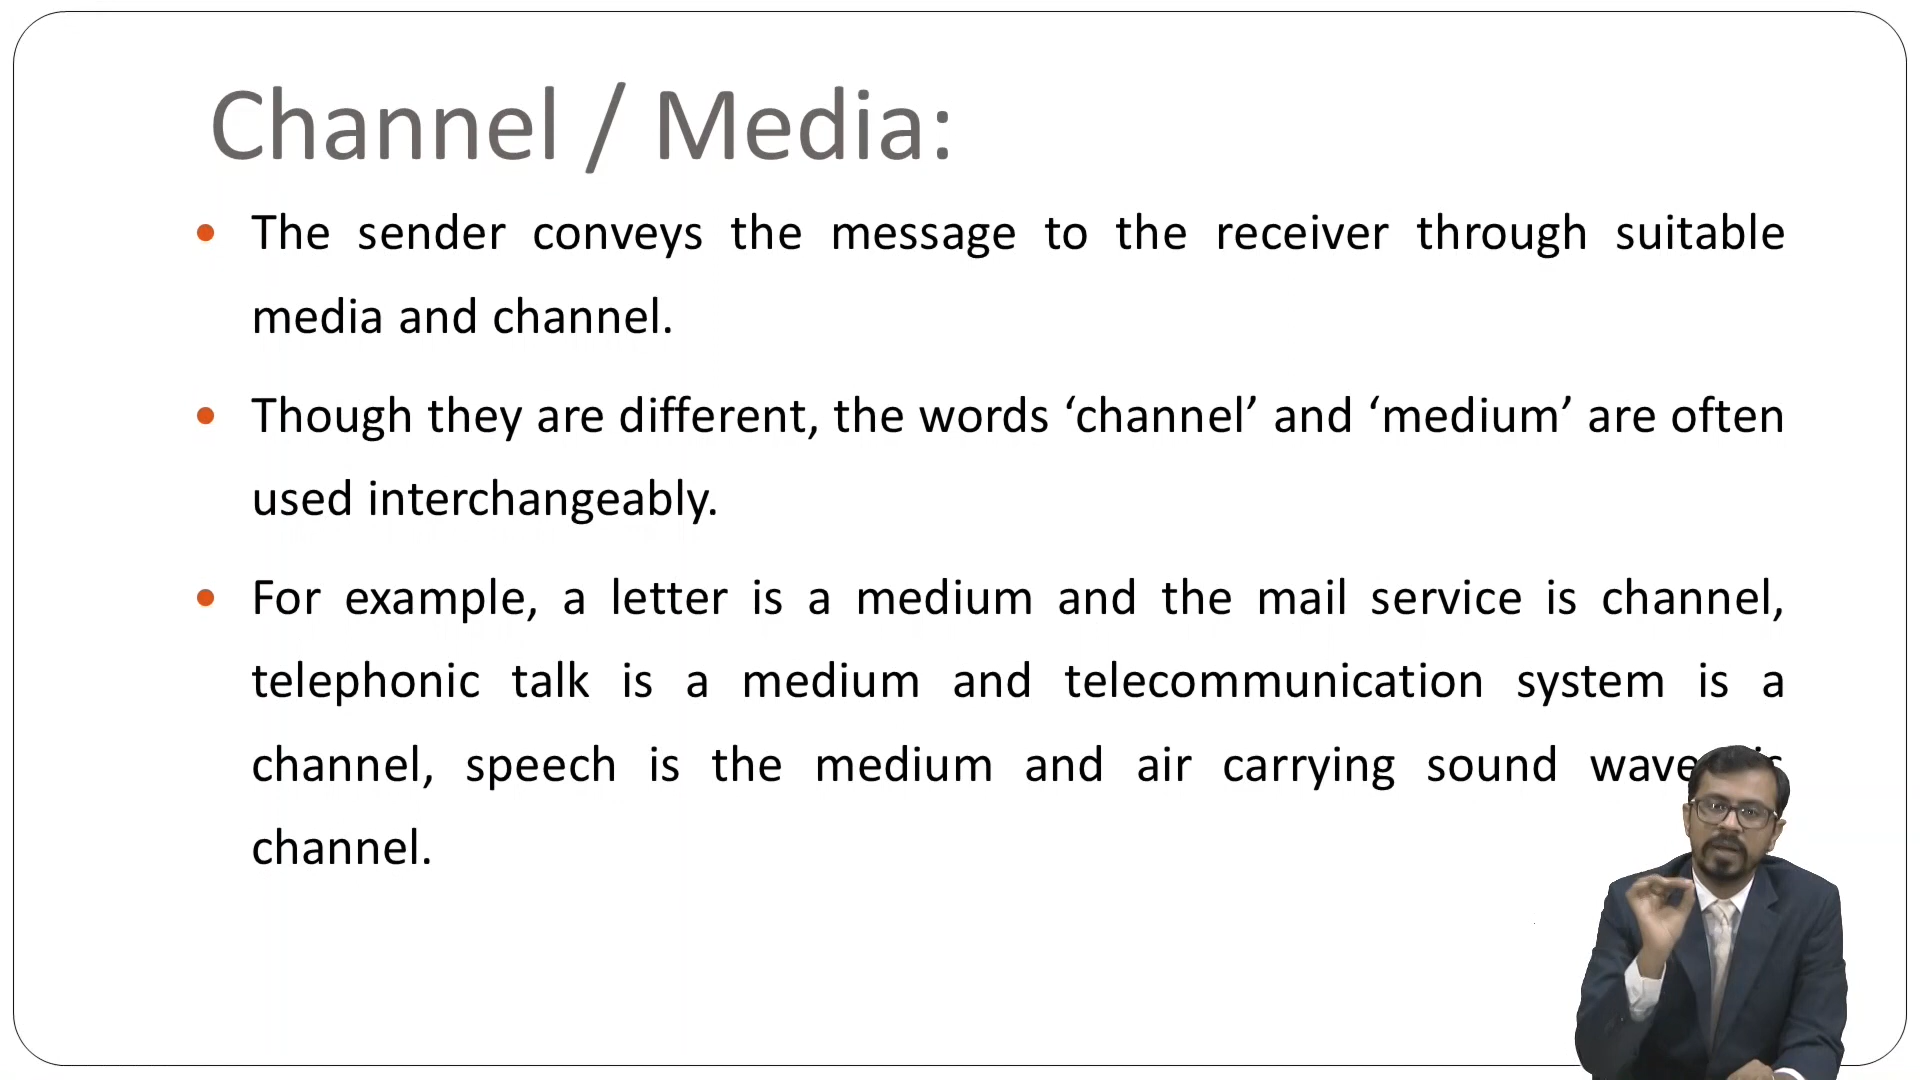 Channel / Media:
• The sender conveys the message to the receiver through suitable
media and channel.
• Though they are different, the words ‘channel’ and ‘medium’ are often
used interchangeably.
• For example, a letter is a medium and the mail service is channel,
telephonic talk is a medium and telecommunication system is a
channel, speech is the medium and air carrying sound
channel.